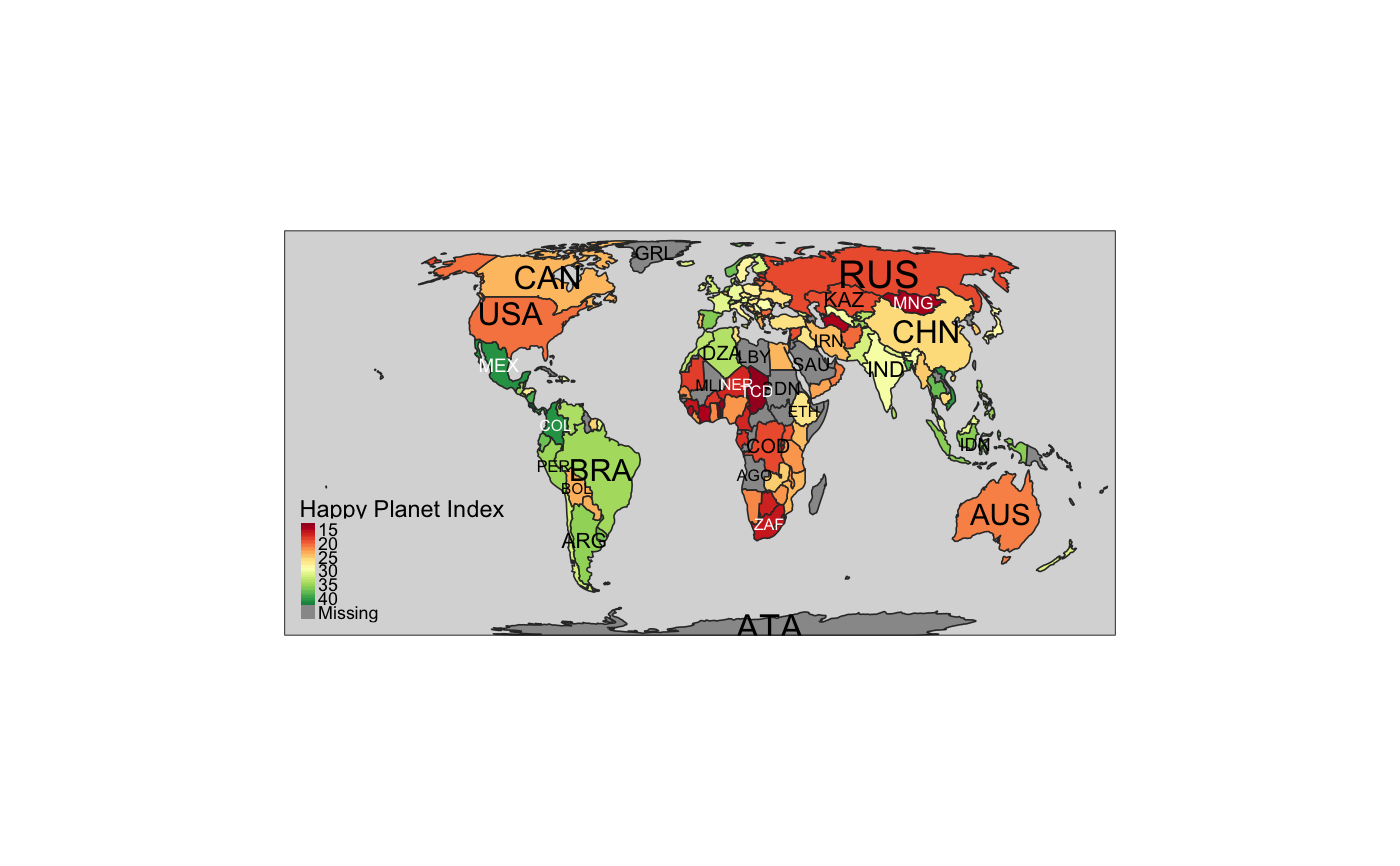 GRL
CAN
RUS
KAZ
MNG
USA
CHN
IRN
DZA
LBY
MEX
SAU
IND
MLI
NER
TCD
SDN
ETH
COL
IDN
COD
PER
BRA
AGO
BOL
Happy Planet Index
AUS
ZAF
15
20
ARG
25
30
35
40
Missing
ATA